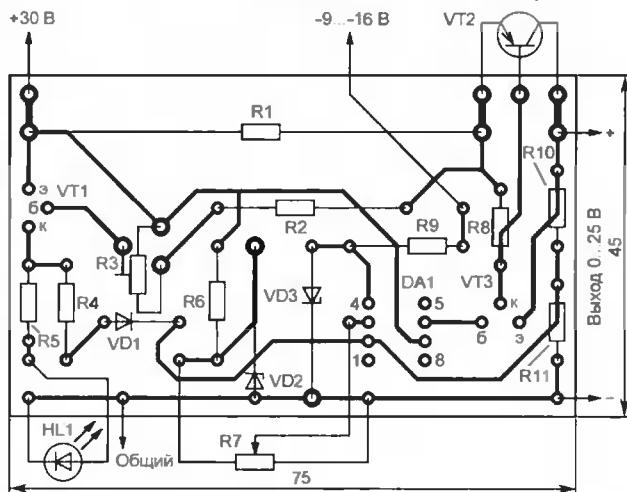 +30 В
-9...-16 В
VT2
R1
R10
э
VT1
б
к
R2
R9
R8
R3
R6
VD3
DA1
VT3
4
5
к
R4
R5
VD1
б
э
1
8
R11
VD2
HL1
Общий
R7
75
45
Выход 0...25 В
+
-